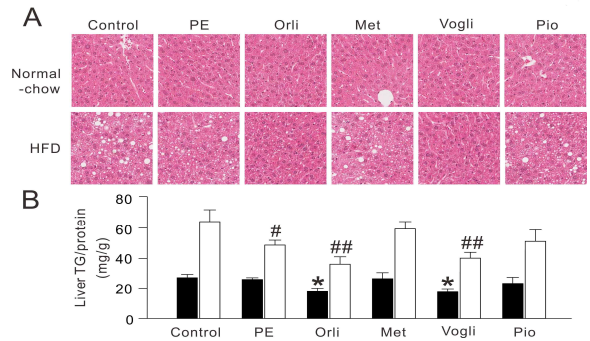 A
Control PE Orli Met Vogli Pio
Normal
-chow
HFD
B
Liver TG/protein
(mg/g)
80
60
40
20
0
# ## ##
* *
Control PE Orli Met Vogli Pio